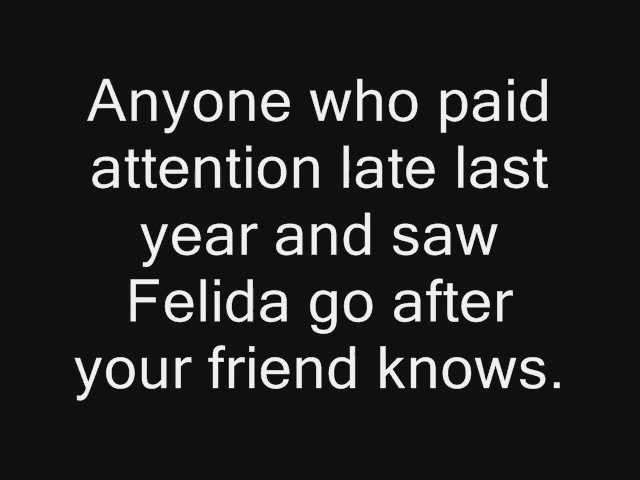 Anyone who paid
attention late last
year and saw
Felida go after
your friend knows.